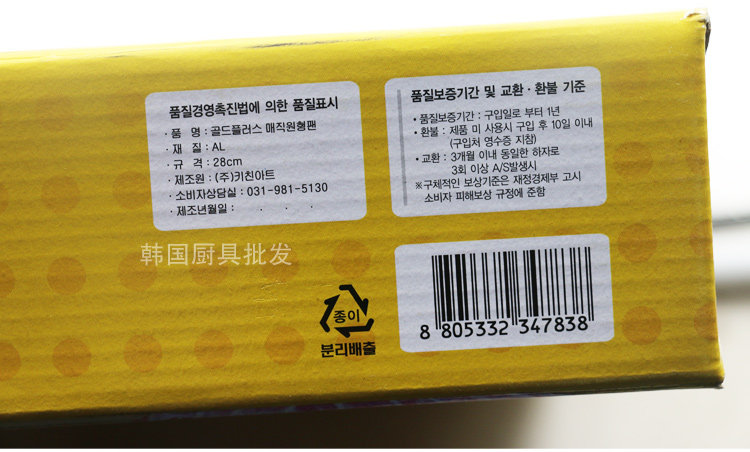 품질경영촉진법에 의한 품질표시
· 품 명 : 골드플러스 매직원형팬
· 재 질 : AL
· 규 격 : 28cm
· 제조원 : (주)키친아트
· 소비자상담실 : 031-981-5130
· 제조년월일 : . . .
품질보증기간 및 교환 · 환불 기준
• 품질보증기간 : 구입일로 부터 1년
• 환불 : 제품 미 사용시 구입 후 10일 이내
(구입처 영수증 지참)
• 교환 : 3개월 이내 동일한 하자로
3회 이상 A/S발생시
※구체적인 보상기준은 재정경제부 고시
소비자 피해보상 규정에 준함
韩国厨具批发
종이
분리배출
8 805332 347838